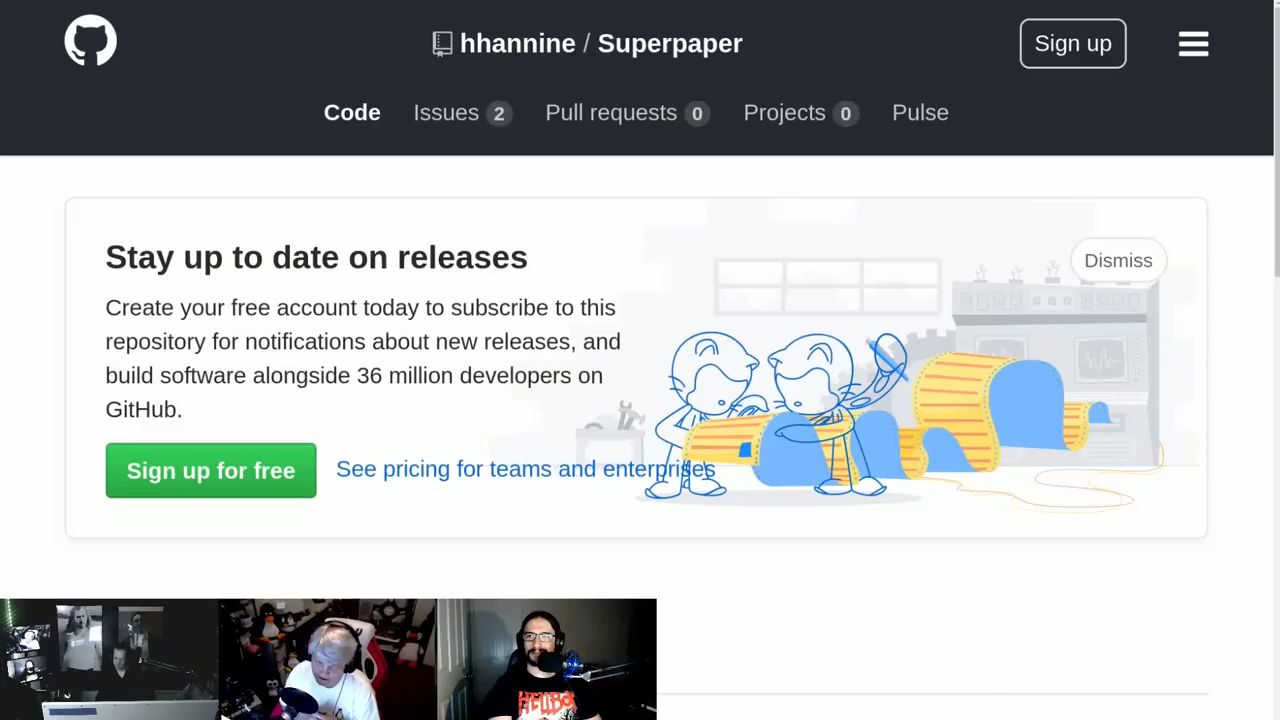 hhannine / Superpaper
Sign up
Code Issues 2 Pull requests 0 Projects 0 Pulse
Stay up to date on releases
Dismiss
Create your free account today to subscribe to this
repository for notifications about new releases, and
build software alongside 36 million developers on
GitHub.
Sign up for free See pricing for teams and enterprises
HELLBOY